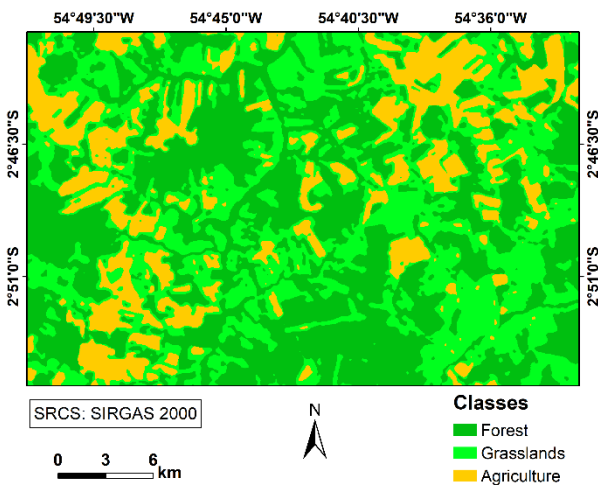 54°49'30"W 54°45'0"W 54°40'30"W 54°36'0"W
2°46'30"S 2°46'30"S
2°51'0"S 2°51'0"S
SRCS: SIRGAS 2000
N
Classes
Forest
Grasslands
Agriculture
0 3 6
km